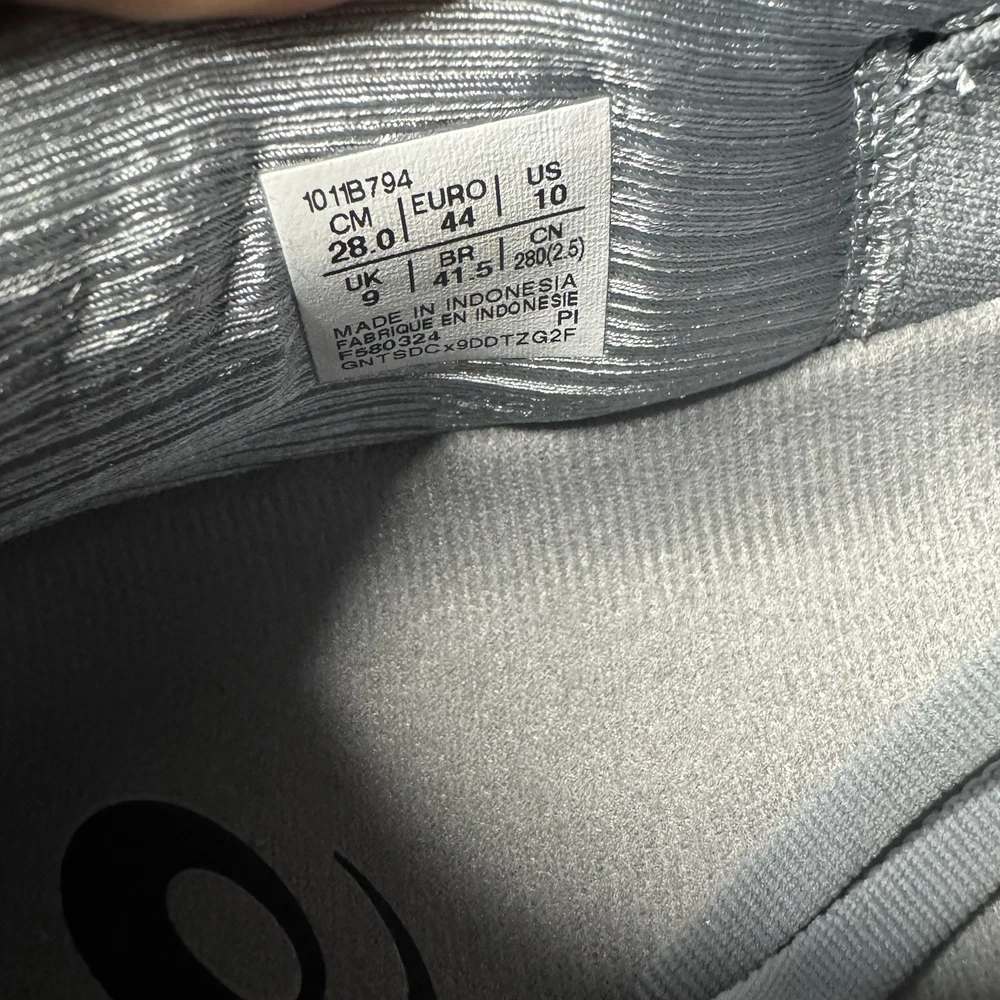 1011B794
CM | EURO | US
28.0 44 10
UK | BR | CN
9 41.5 280(2.5)
MADE IN INDONESIA
FABRIQUE EN INDONESIE
F580324 PI
GNTSDCx9DDTZG2F